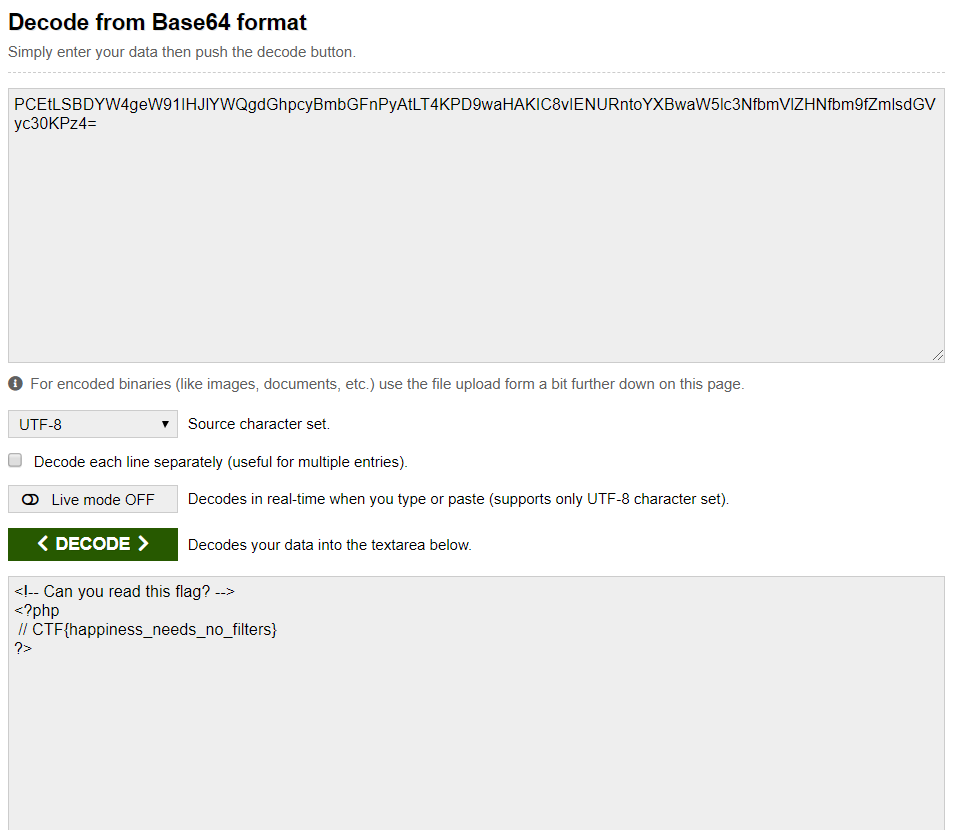 Decode from Base64 format
Simply enter your data then push the decode button.
PCEtLSBDYW4geW91IHJlYWQgdGhpcyBmbGFnPyAtLT4KPD9waHAKIC8vIENURntoYXBwaW5lc3NfbmVlZHNfbm9fZmlsdGV
yc30KPz4=
For encoded binaries (like images, documents, etc.) use the file upload form a bit further down on this page.
UTF-8 Source character set.
Decode each line separately (useful for multiple entries).
Live mode OFF Decodes in real-time when you type or paste (supports only UTF-8 character set).
< DECODE > Decodes your data into the textarea below.
<!-- Can you read this flag? -->
<?php
 // CTF{happiness_needs_no_filters}
?>